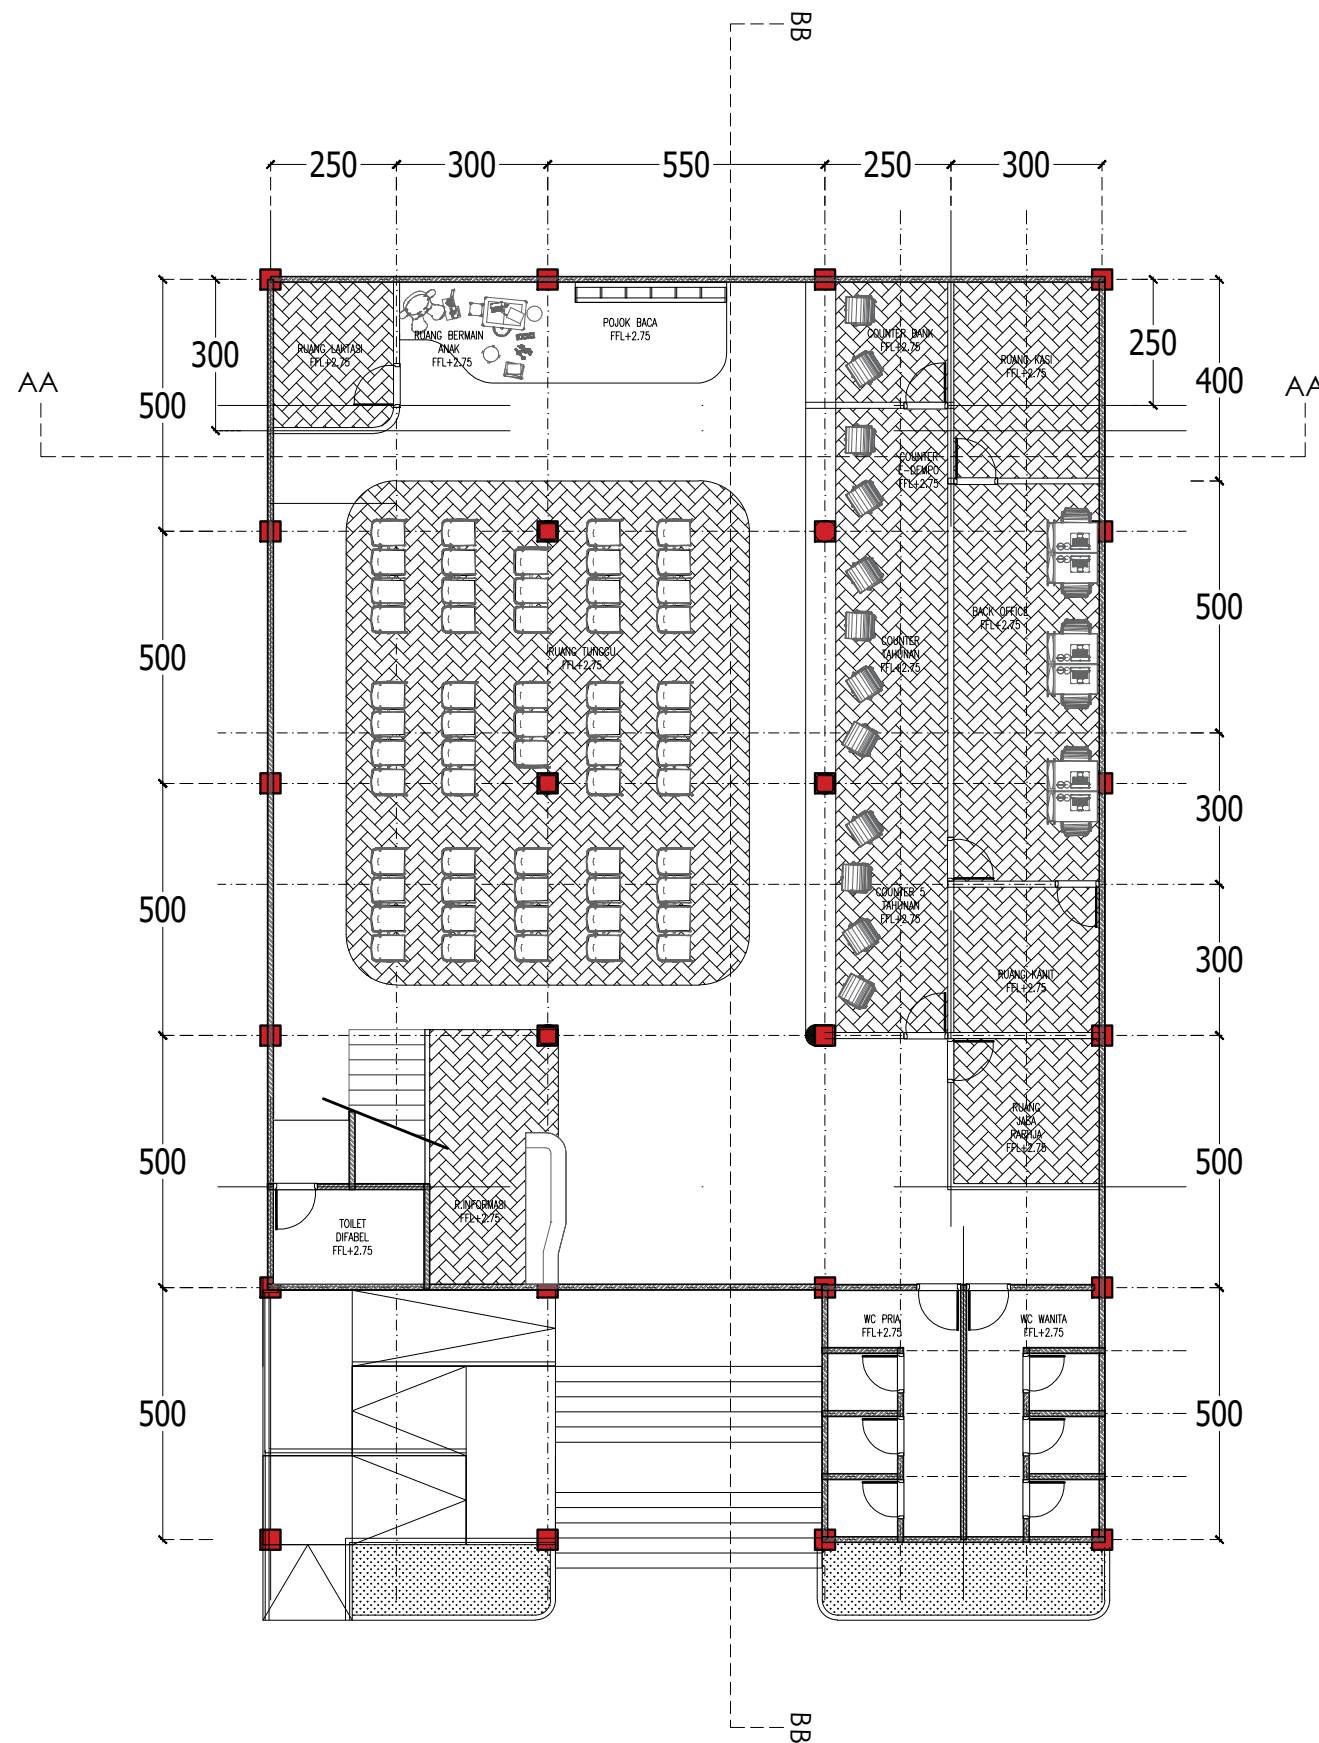 BB
250
300
550
250
300
300
500
500
500
500
500
250
400
500
300
300
500
500
AA
AA
RUANG LAKTASI
FFL+2.75
RUANG BERMAIN
ANAK
FFL+2.75
POJOK BACA
FFL+2.75
COUNTER BANK
FFL+2.75
RUANG KASI
FFL+2.75
COUNTER
E-DEMPO
FFL+2.75
BACK OFFICE
FFL+2.75
RUANG TUNGGU
FFL+2.75
COUNTER
TAHUNAN
FFL+2.75
COUNTER 5
TAHUNAN
FFL+2.75
RUANG KANIT
FFL+2.75
RUANG
JASA
RAHRJA
FFL+2.75
R.INFORMASI
FFL+2.75
TOILET
DIFABEL
FFL+2.75
WC PRIA
FFL+2.75
WC WANITA
FFL+2.75
BB